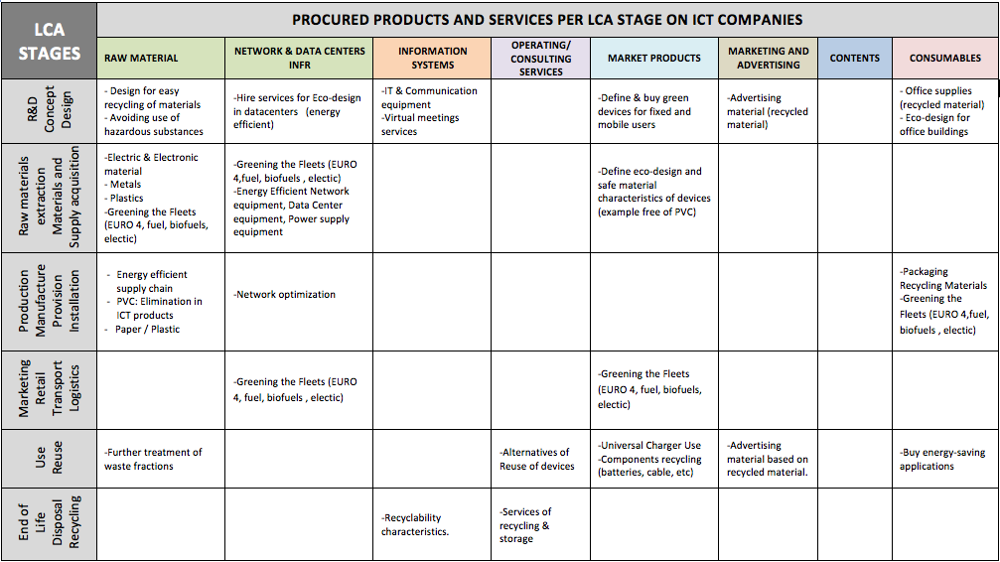 LCA
STAGES
PROCURED PRODUCTS AND SERVICES PER LCA STAGE ON ICT COMPANIES
RAW MATERIAL
NETWORK & DATA CENTERS
INFR
INFORMATION
SYSTEMS
OPERATING/
CONSULTING
SERVICES
MARKET PRODUCTS
MARKETING AND
ADVERTISING
CONTENTS
CONSUMABLES
R&D
Concept
Design
- Design for easy
recycling of materials
- Avoiding use of
hazardous substances
-Hire services for Eco-design
in datacenters (energy
efficient)
-IT & Communication
equipment
-Virtual meetings
services
-Define & buy green
devices for fixed and
mobile users
-Advertising
material (recycled
material)
- Office supplies
(recycled material)
- Eco-design for
office buildings
Raw materials
extraction
Materials and
Supply acquisition
-Electric & Electronic
material
- Metals
- Plastics
-Greening the Fleets
(EURO 4, fuel, biofuels,
electic)
-Greening the Fleets (EURO
4,fuel, biofuels , electic)
-Energy Efficient Network
equipment, Data Center
equipment, Power supply
equipment
-Define eco-design and
safe material
characteristics of devices
(example free of PVC)
Production
Manufacture
Provision
Installation
- Energy efficient
supply chain
- PVC: Elimination in
ICT products
- Paper / Plastic
-Network optimization
-Packaging
Recycling Materials
-Greening the
Fleets (EURO 4,fuel,
biofuels , electic)
Marketing
Retail
Transport
Logistics
-Greening the Fleets (EURO
4, fuel, biofuels , electic)
-Greening the Fleets
(EURO 4, fuel, biofuels,
electic)
Use
Reuse
-Further treatment of
waste fractions
-Alternatives of
Reuse of devices
-Universal Charger Use
-Components recycling
(batteries, cable, etc)
-Advertising
material based on
recycled material.
-Buy energy-saving
applications
End of
Life
Disposal
Recycling
-Recyclability
characteristics.
-Services of
recycling &
storage